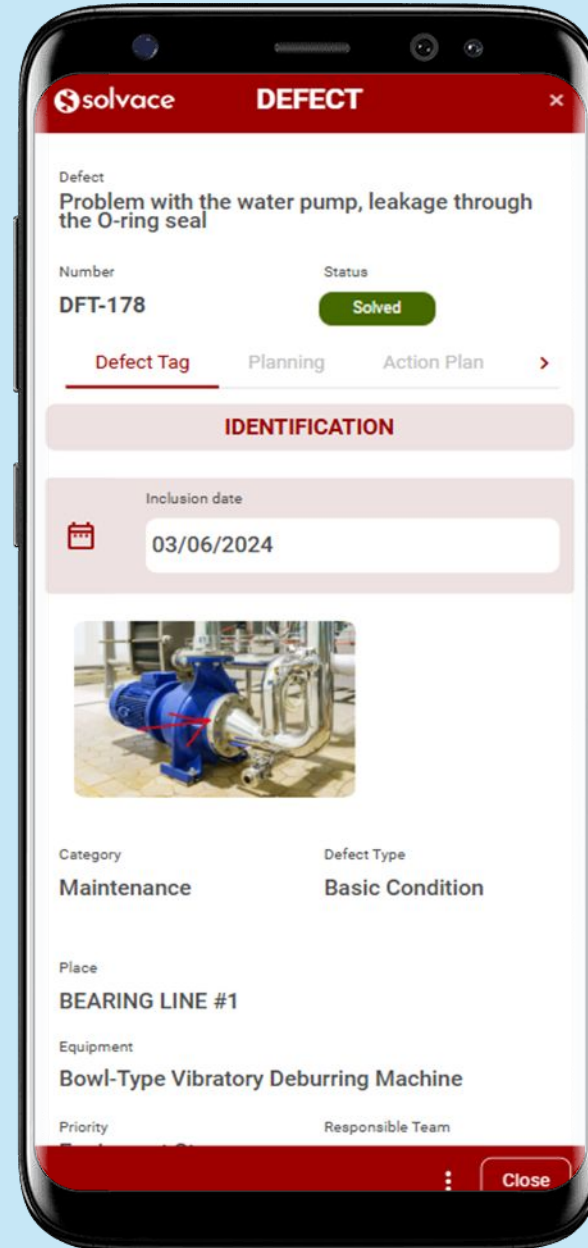 solvace DEFECT ×
Defect
Problem with the water pump, leakage through
the O-ring seal
Number Status
DFT-178 Solved
Defect Tag Planning Action Plan >
IDENTIFICATION
Inclusion date
03/06/2024
Category Defect Type
Maintenance Basic Condition
Place
BEARING LINE #1
Equipment
Bowl-Type Vibratory Deburring Machine
Priority Responsible Team
Close